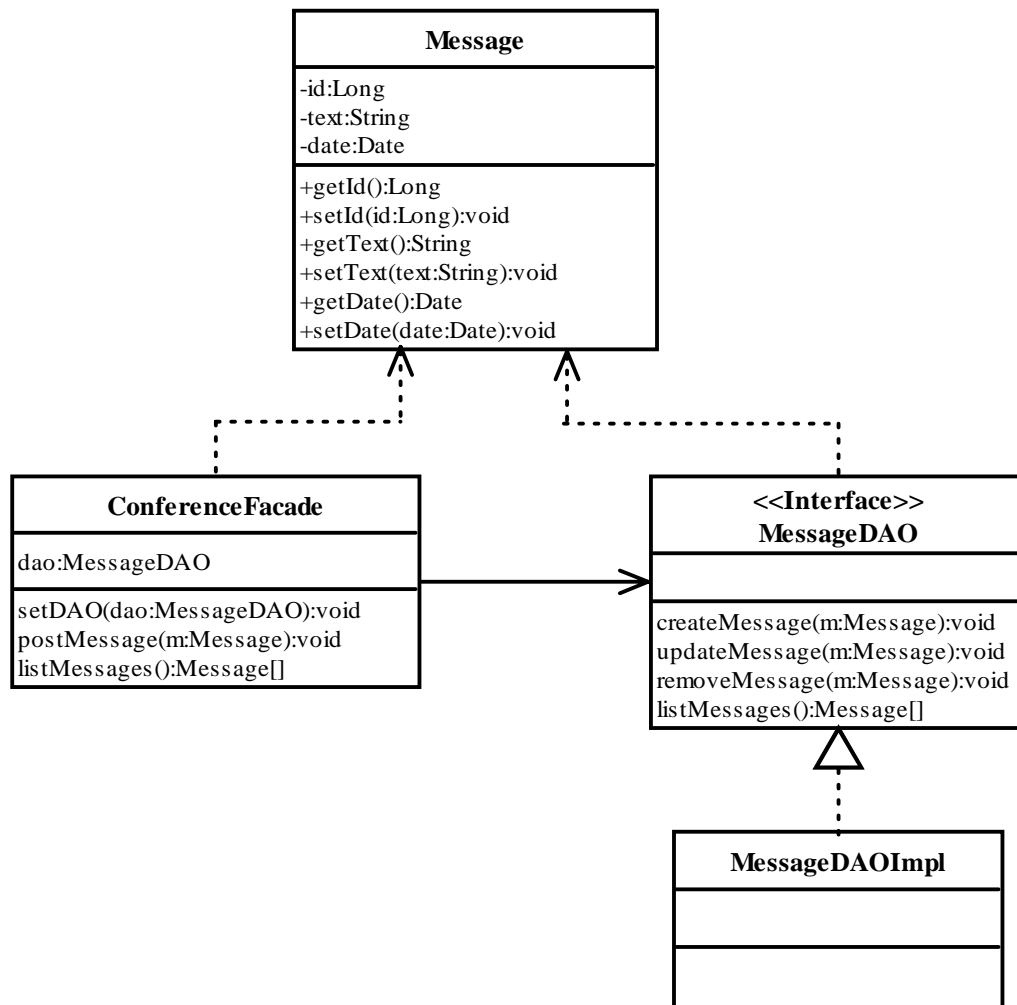 Message
-id:Long
-text:String
-date:Date
+getId():Long
+setId(id:Long):void
+getText():String
+setText(text:String):void
+getDate():Date
+setDate(date:Date):void
ConferenceFacade
dao:MessageDAO
setDAO(dao:MessageDAO):void
postMessage(m:Message):void
listMessages():Message[]
<<Interface>>
MessageDAO
createMessage(m:Message):void
updateMessage(m:Message):void
removeMessage(m:Message):void
listMessages():Message[]
MessageDAOImpl